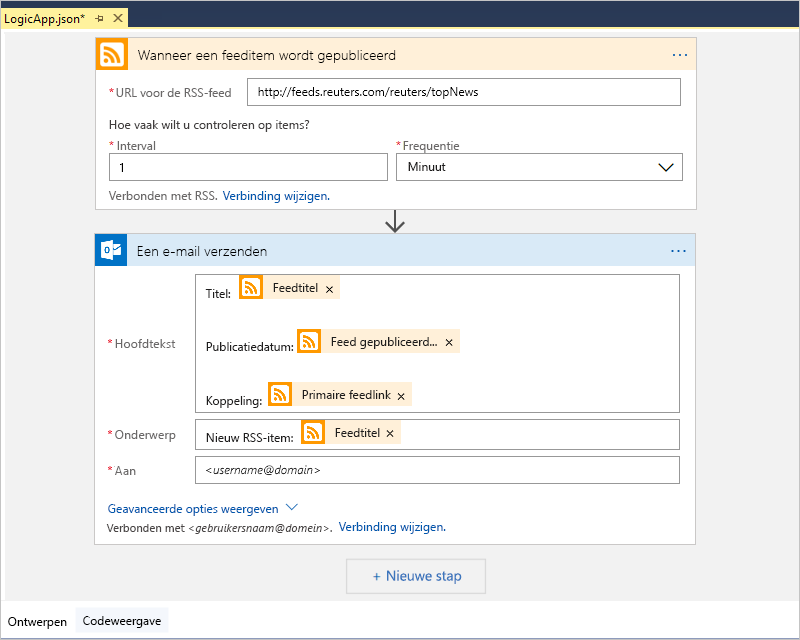 LogicApp.json*
Wanneer een feeditem wordt gepubliceerd
*URL voor de RSS-feed
http://feeds.reuters.com/reuters/topNews
Hoe vaak wilt u controleren op items?
* Interval
* Frequentie
1
Minuut
Verbonden met RSS. Verbinding wijzigen.
Een e-mail verzenden
* Hoofdtekst
Titel: Feedtitel ×
Publicatiedatum: Feed gepubliceerd... ×
Koppeling: Primaire feedlink ×
* Onderwerp
Nieuw RSS-item: Feedtitel ×
* Aan
<username@domain>
Geavanceerde opties weergeven
Verbonden met <gebruikersnaam@domein>. Verbinding wijzigen.
+ Nieuwe stap
Ontwerpen Codeweergave